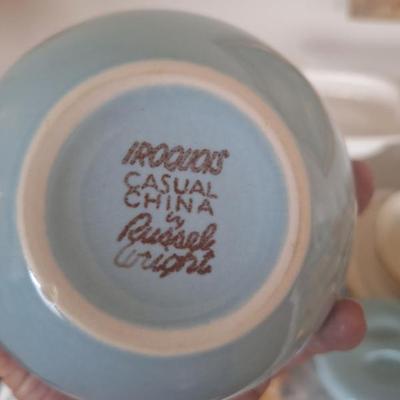 IROQUOIS
CASUAL
CHINA
by
Russel
Wright